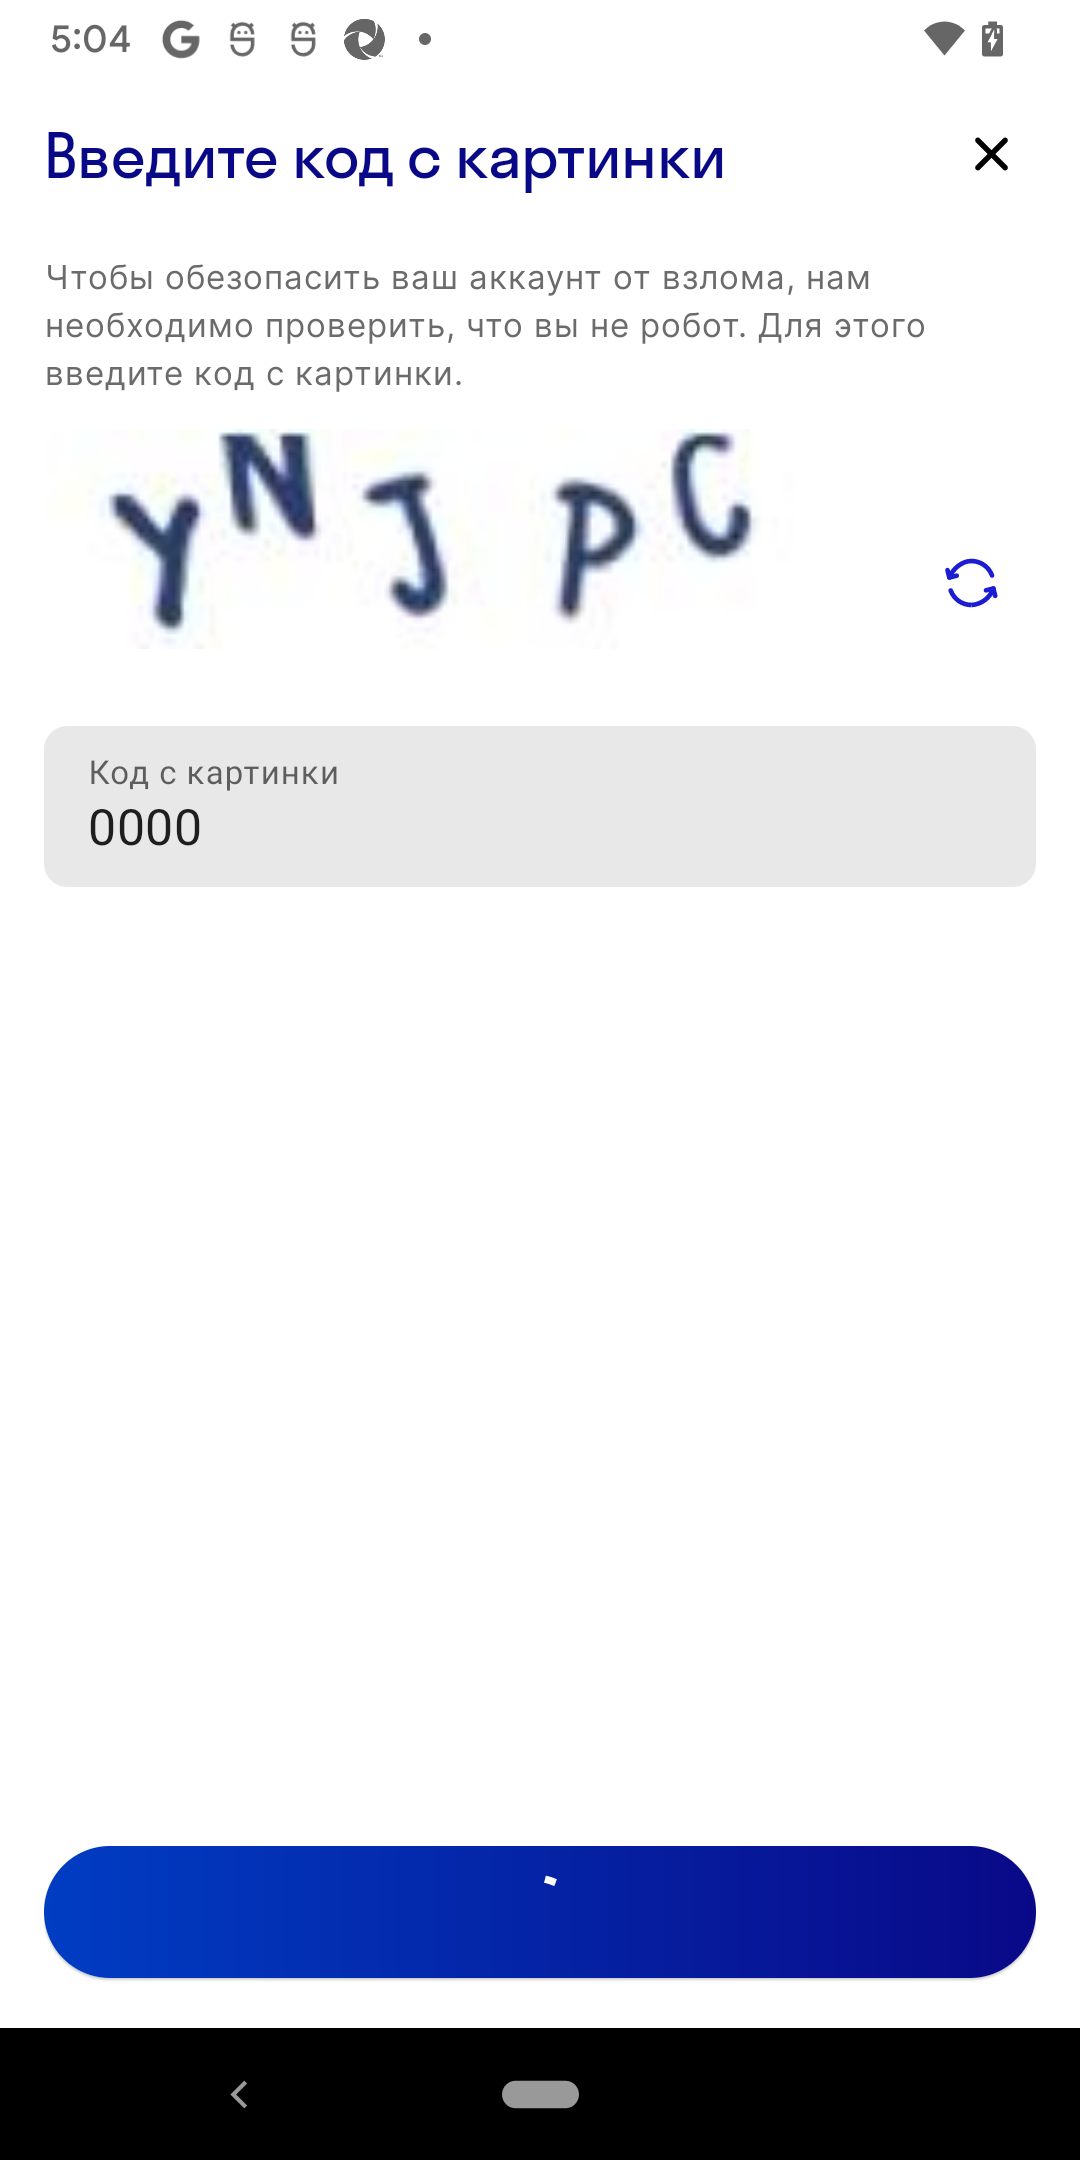 5:04
Введите код с картинки
Чтобы обезопасить ваш аккаунт от взлома, нам
необходимо проверить, что вы не робот. Для этого
введите код с картинки.
YNJPC
Код с картинки
0000